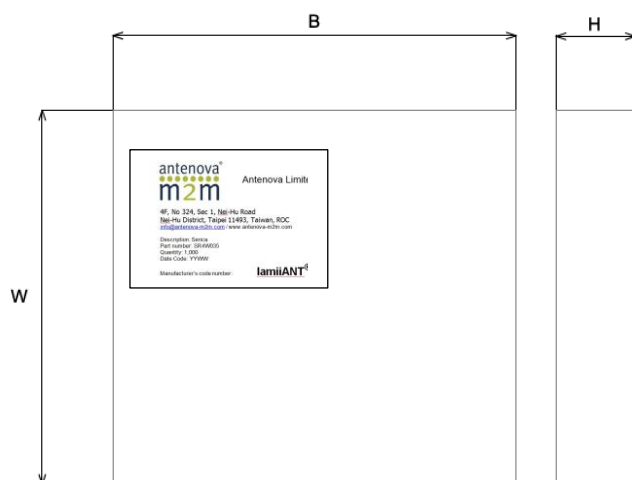 B
H
W
antenova®
m2m
Antenova Limite
4F, No 324, Sec 1, Nei-Hu Road
Nei-Hu District, Taipei 11493, Taiwan, ROC
info@antenova-m2m.com / www.antenova-m2m.com
Description: Serica
Part number: SR4W035
Quantity: 1,000
Date Code: YYWW
Manufacturer's code number:
lamiiANT